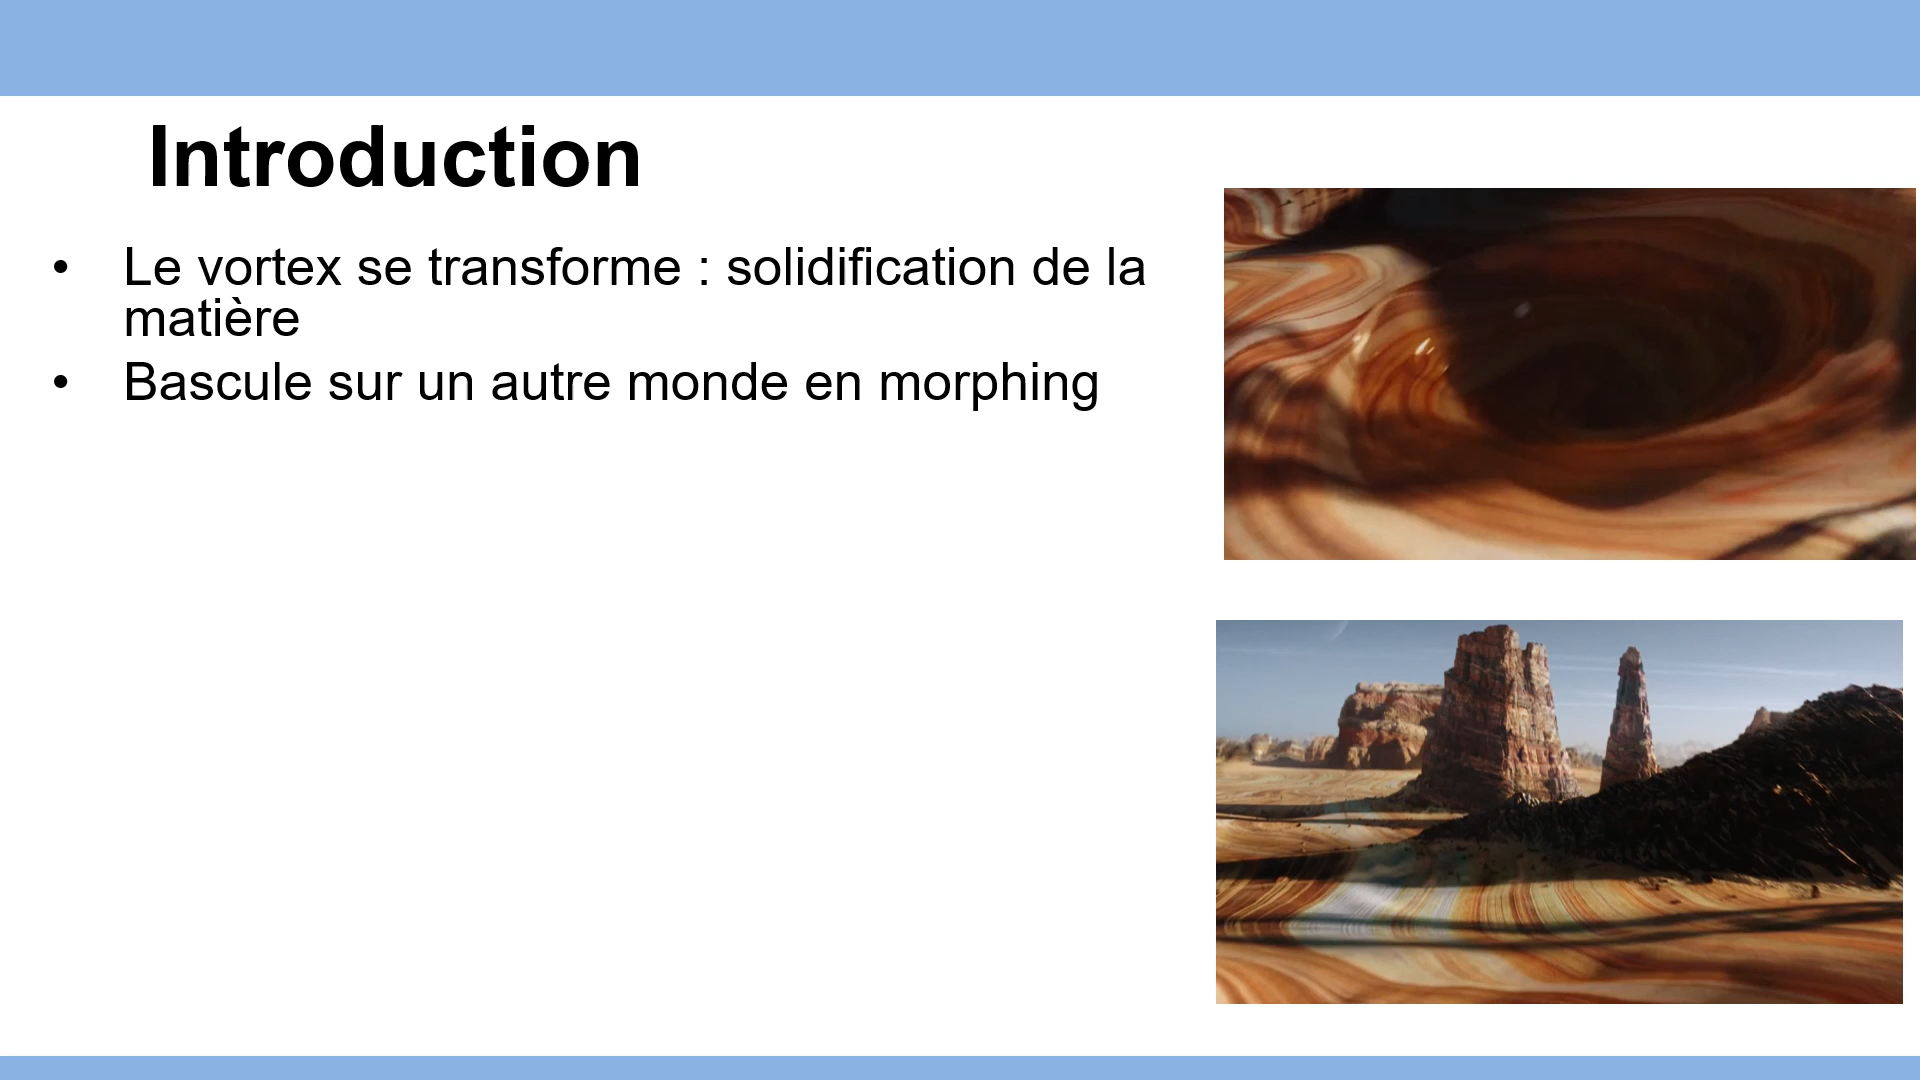 Introduction
• Le vortex se transforme : solidification de la
matière
• Bascule sur un autre monde en morphing